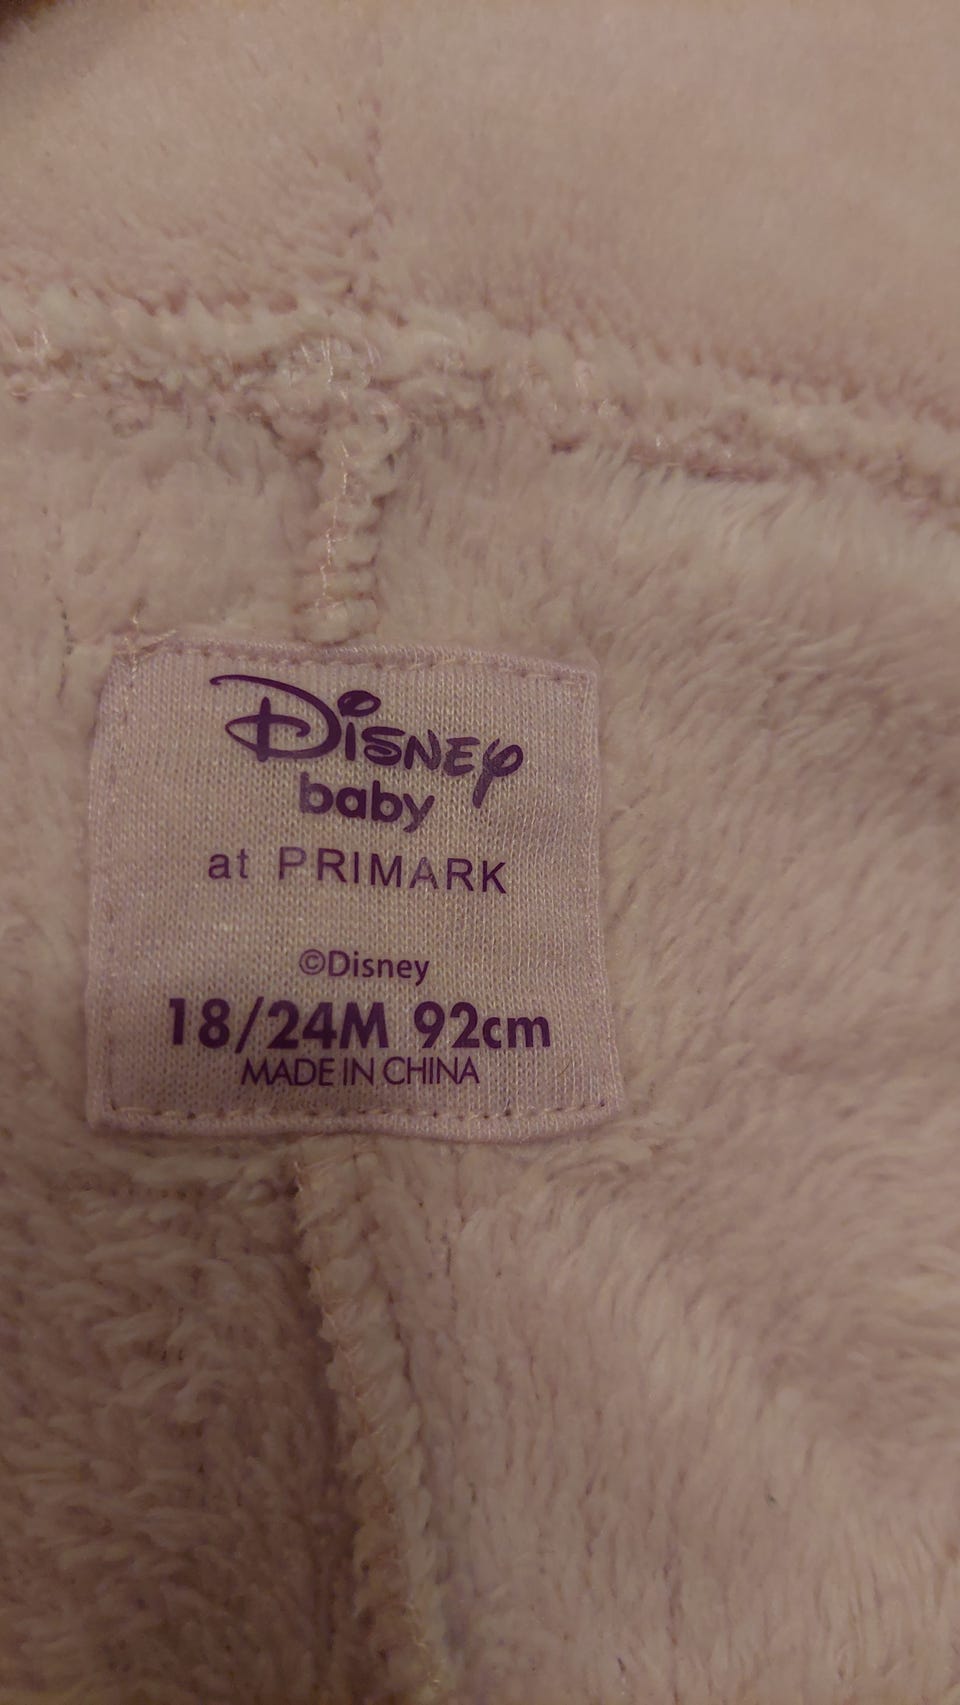 Disney
baby
at PRIMARK
©Disney
18/24M 92cm
MADE IN CHINA